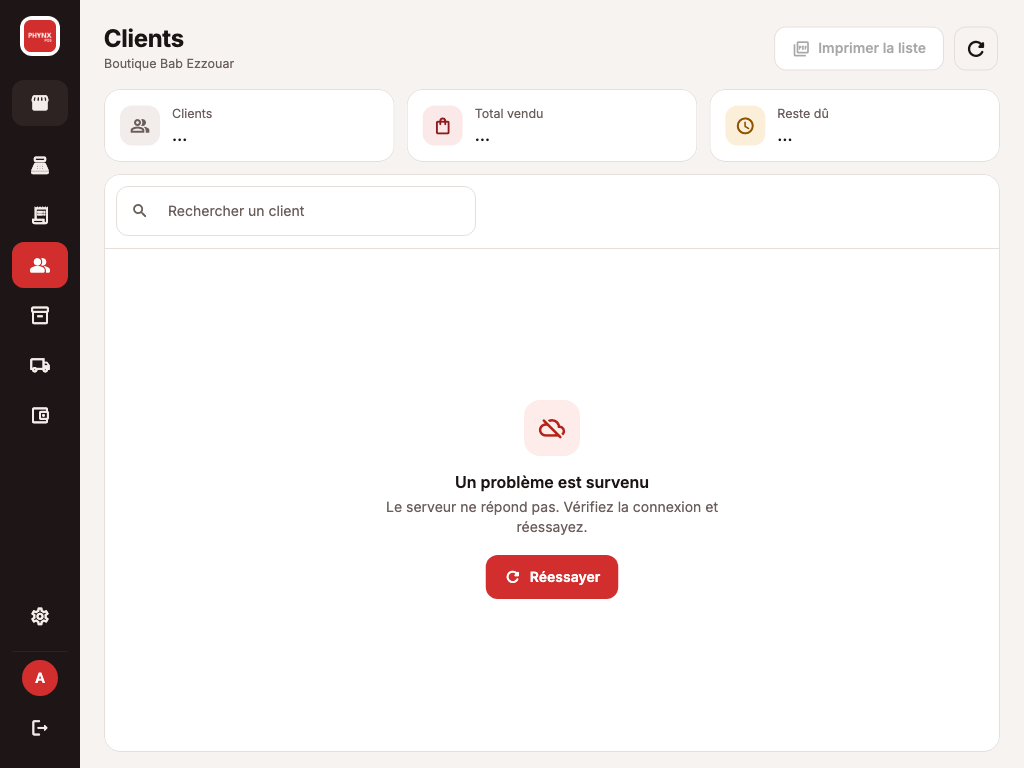 PHYNX
Clients
Boutique Bab Ezzouar
Imprimer la liste
Clients
...
Total vendu
...
Reste dû
...
Rechercher un client
Un problème est survenu
Le serveur ne répond pas. Vérifiez la connexion et
réessayez.
Réessayer
A